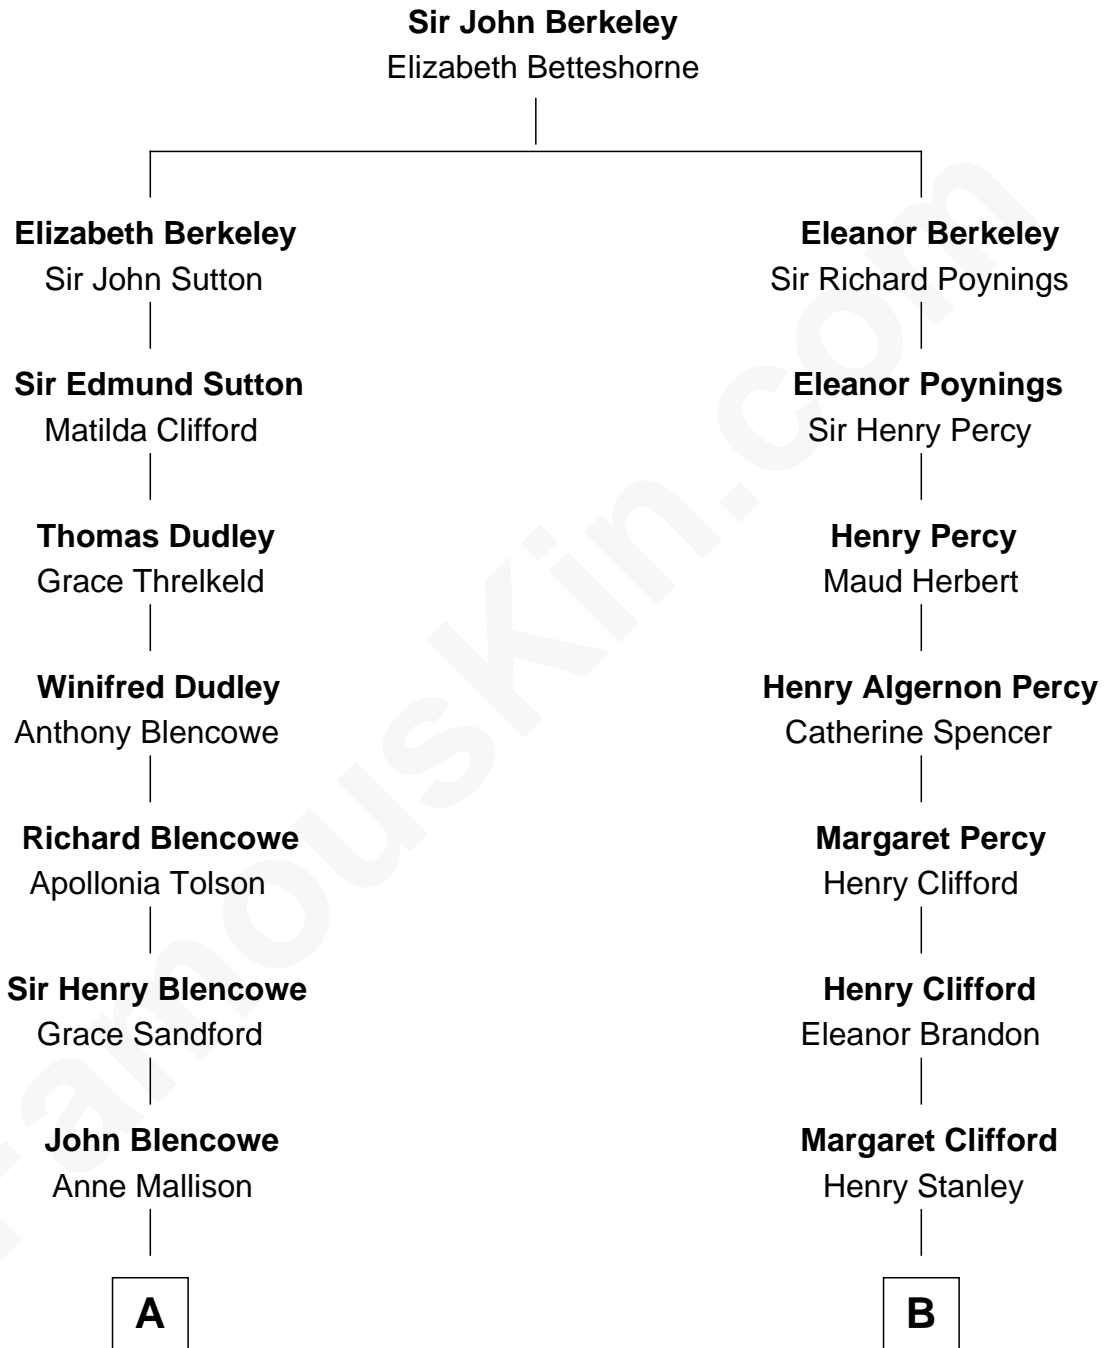 Sir John Berkeley
Elizabeth Betteshorne
Elizabeth Berkeley
Sir John Sutton
Eleanor Berkeley
Sir Richard Poynings
Sir Edmund Sutton
Matilda Clifford
Eleanor Poynings
Sir Henry Percy
Thomas Dudley
Grace Threlkeld
Henry Percy
Maud Herbert
Winifred Dudley
Anthony Blencowe
Henry Algernon Percy
Catherine Spencer
Richard Blencowe
Apollonia Tolson
Margaret Percy
Henry Clifford
Sir Henry Blencowe
Grace Sandford
Henry Clifford
Eleanor Brandon
John Blencowe
Anne Mallison
Margaret Clifford
Henry Stanley
A
B
FamousKin.com